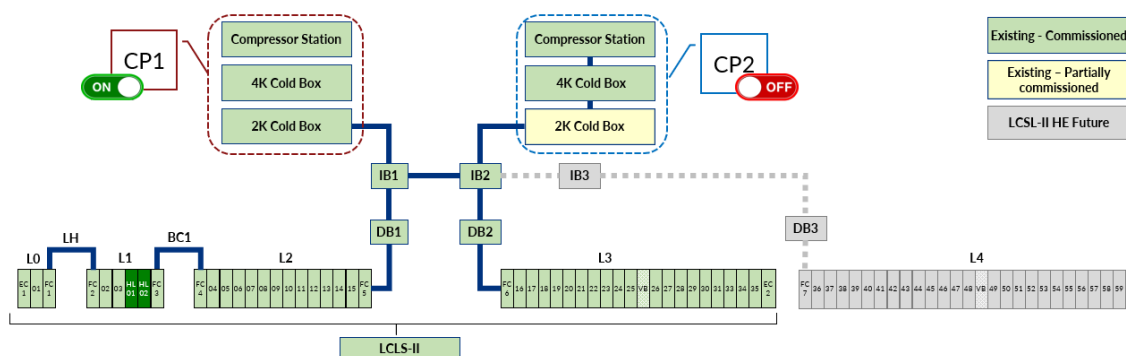 Compressor Station
4K Cold Box
2K Cold Box
CP1
ON
Compressor Station
4K Cold Box
2K Cold Box
CP2
OFF
Existing - Commissioned
Existing – Partially
commissioned
LCSL-II HE Future
IB1
IB2
IB3
DB1
DB2
DB3
LH
BC1
L0
L1
L2
L3
L4
EC 1
01
FC 1
FC 2
02
03
HL 01
HL 02
FC 3
FC 4
04
05
06
07
08
09
10
11
12
13
14
15
FC 5
FC 6
16
17
18
19
20
21
22
23
24
25
VB
26
27
28
29
30
31
33
34
35
EC 2
FC 7
36
37
38
39
40
41
42
43
44
45
46
47
48
VB
49
50
51
52
53
54
55
56
57
58
59
LCLS-II